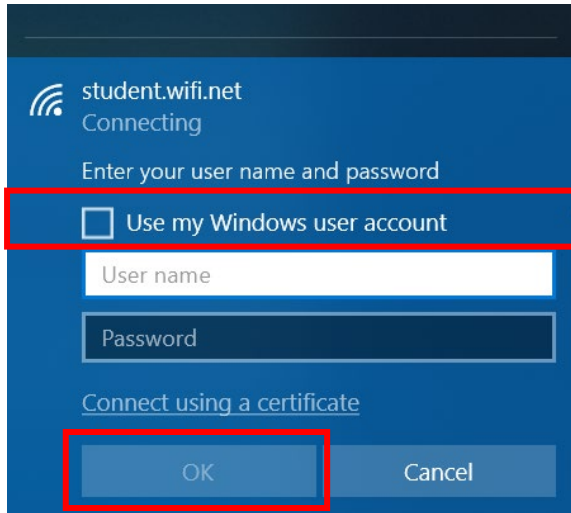 student.wifi.net
Connecting
Enter your user name and password
Use my Windows user account
User name
Password
Connect using a certificate
OK Cancel